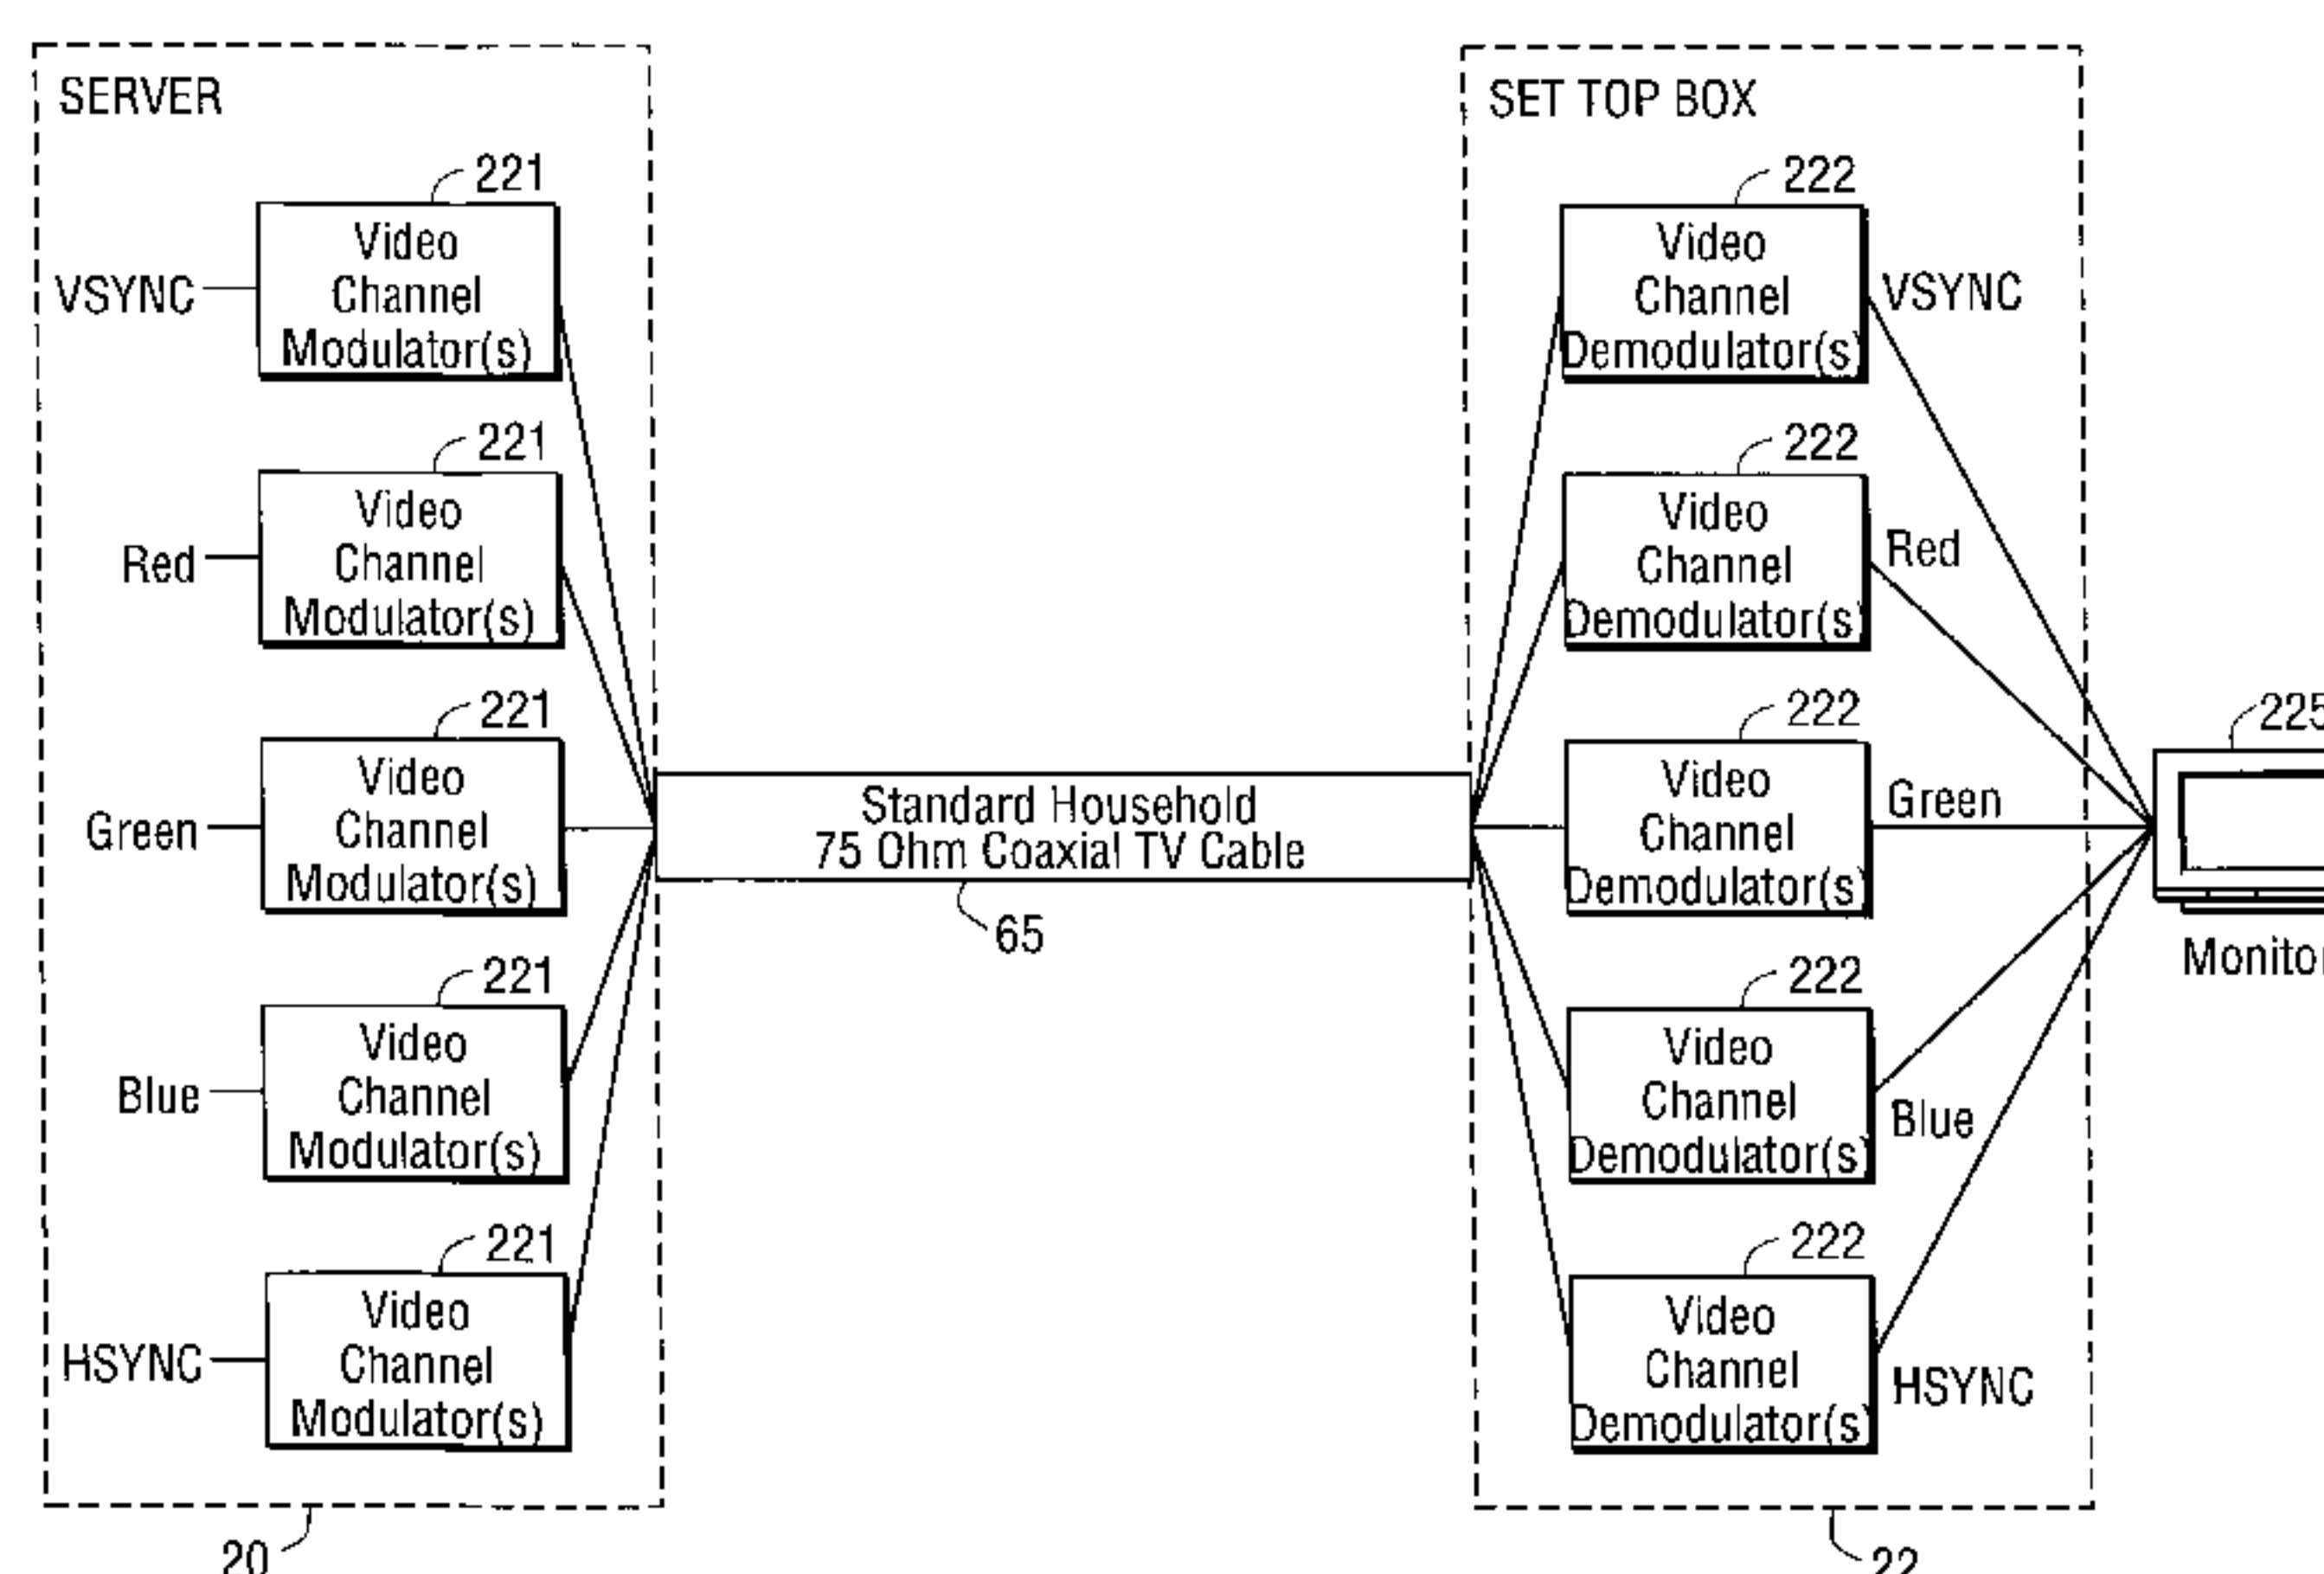 SERVER
SET TOP BOX
221
222
Video
Channel
Modulator(s)
VSYNC
Video
Channel
Demodulator(s)
VSYNC
221
222
Video
Channel
Modulator(s)
Red
Video
Channel
Demodulator(s)
Red
221
222
225
Video
Channel
Modulator(s)
Green
Standard Household
75 Ohm Coaxial TV Cable
65
Video
Channel
Demodulator(s)
Green
Monitor
221
222
Video
Channel
Modulator(s)
Blue
Video
Channel
Demodulator(s)
Blue
221
222
Video
Channel
Modulator(s)
HSYNC
Video
Channel
Demodulator(s)
HSYNC
20
22